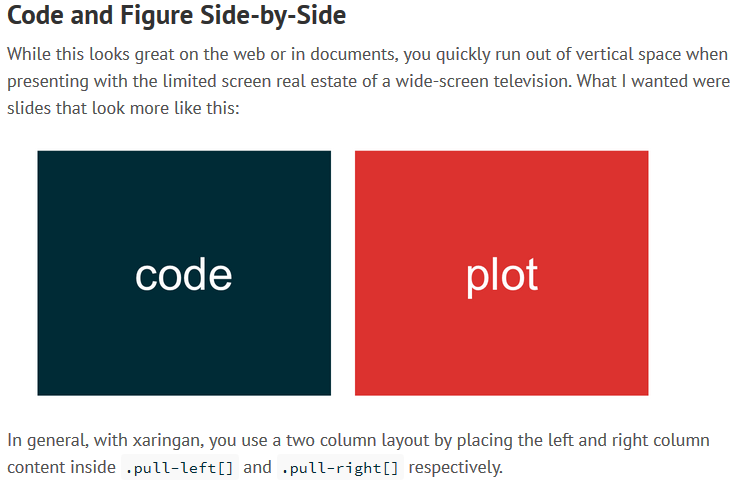 Code and Figure Side-by-Side
While this looks great on the web or in documents, you quickly run out of vertical space when
presenting with the limited screen real estate of a wide-screen television. What I wanted were
slides that look more like this:
code
plot
In general, with xaringan, you use a two column layout by placing the left and right column
content inside .pull-left[] and .pull-right[] respectively.